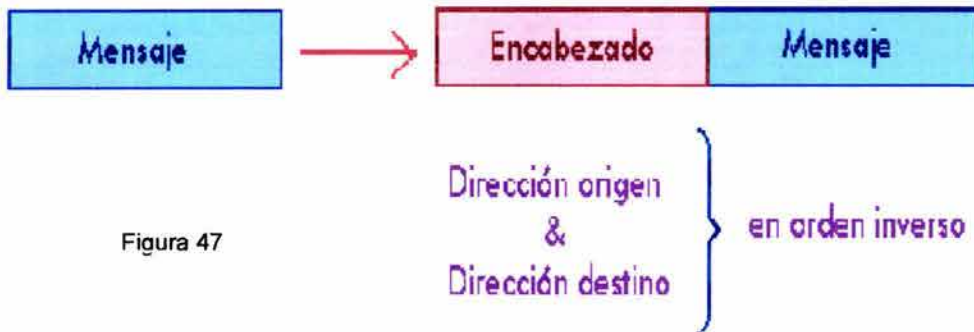 Mensaje
Encabezado Mensaje
Dirección origen
&
Dirección destino
en orden inverso
Figura 47